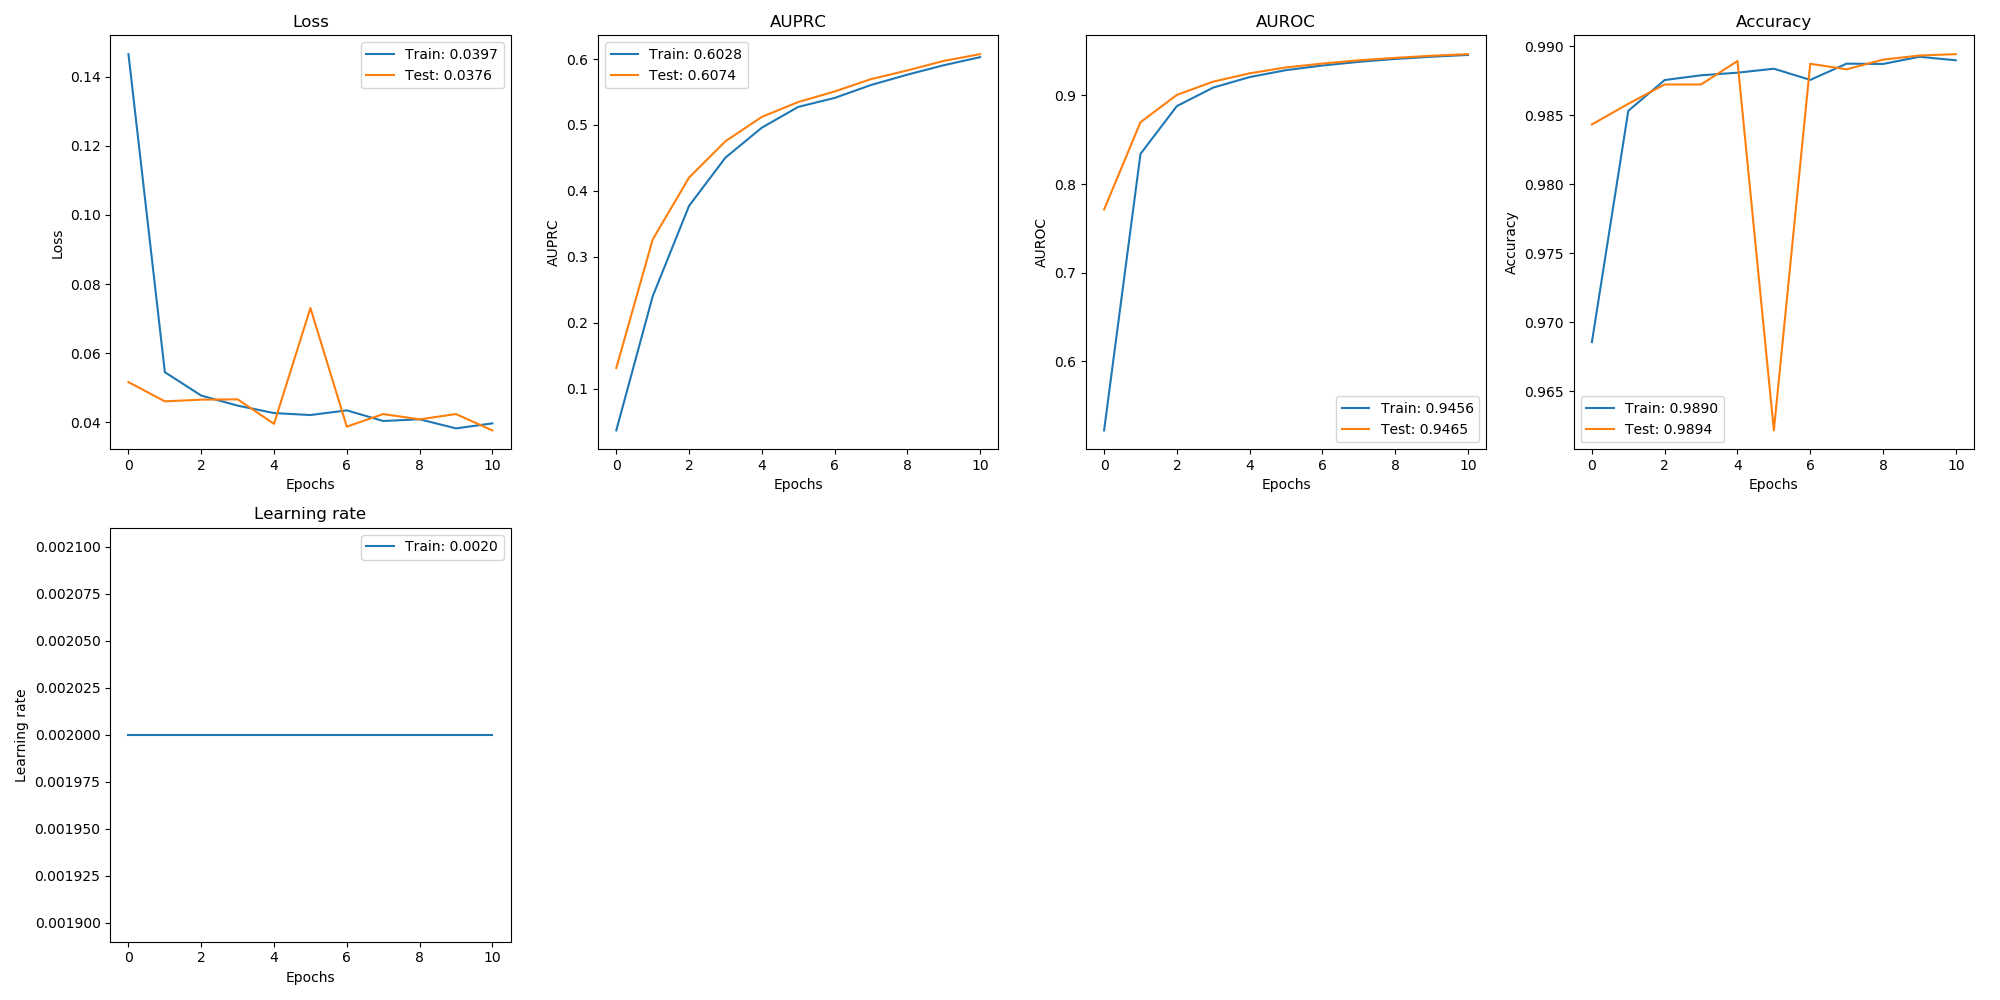 Loss
Train: 0.0397
Test: 0.0376
0.14
0.12
0.10
0.08
0.06
0.04
Loss
0 2 4 6 8 10
Epochs
AUPRC
Train: 0.6028
Test: 0.6074
0.6
0.5
0.4
0.3
0.2
0.1
AUPRC
0 2 4 6 8 10
Epochs
AUROC
0.9
0.8
0.7
0.6
AUROC
Train: 0.9456
Test: 0.9465
0 2 4 6 8 10
Epochs
Accuracy
0.990
0.985
0.980
0.975
0.970
0.965
Accuracy
Train: 0.9890
Test: 0.9894
0 2 4 6 8 10
Epochs
Learning rate
Train: 0.0020
0.002100
0.002075
0.002050
0.002025
0.002000
0.001975
0.001950
0.001925
0.001900
Learning rate
0 2 4 6 8 10
Epochs